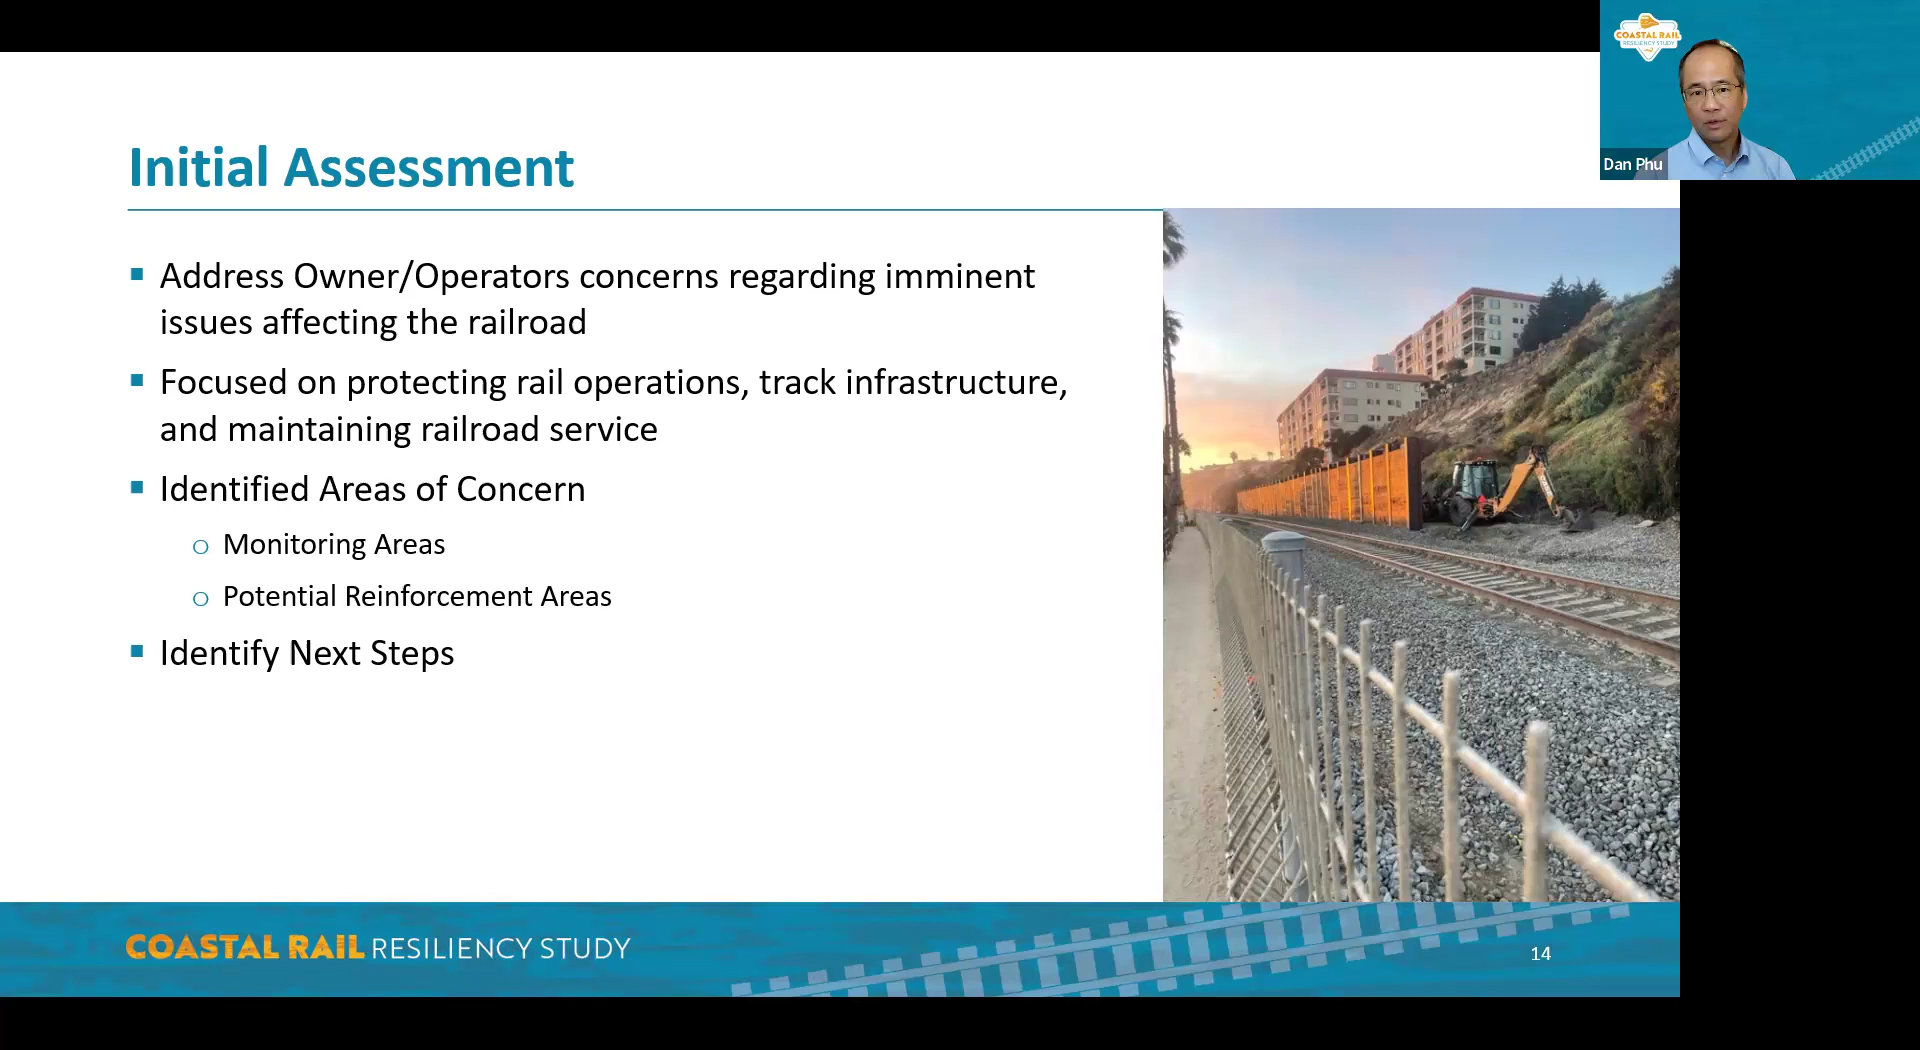 COASTAL RAIL
RESILIENCY STUDY
Dan Phu
Initial Assessment
Address Owner/Operators concerns regarding imminent
issues affecting the railroad
Focused on protecting rail operations, track infrastructure,
and maintaining railroad service
Identified Areas of Concern
Monitoring Areas
Potential Reinforcement Areas
Identify Next Steps
COASTAL RAIL RESILIENCY STUDY
14